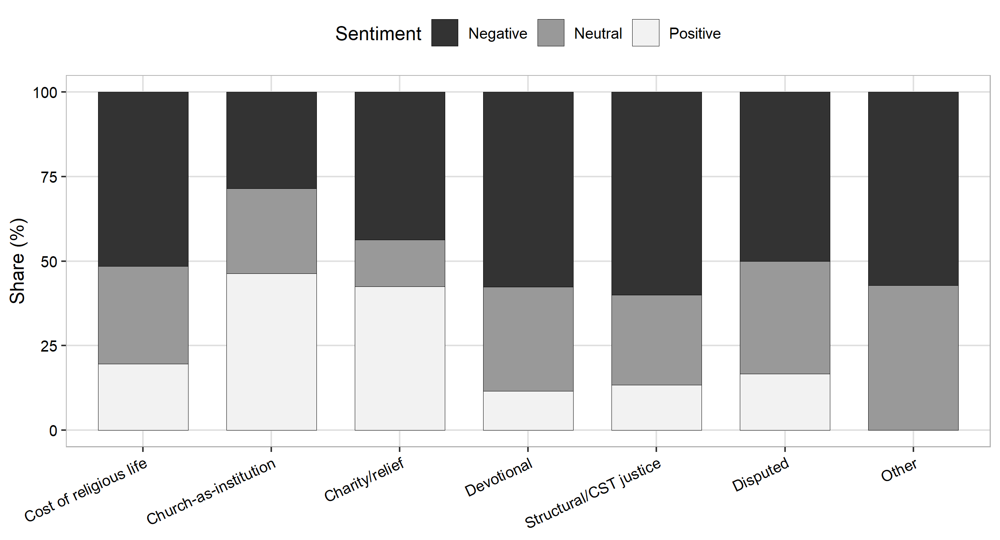 Sentiment Negative Neutral Positive
Share (%)
100
75
50
25
0
Cost of religious life
Church-as-institution
Charity/relief
Devotional
Structural/CST justice
Disputed
Other